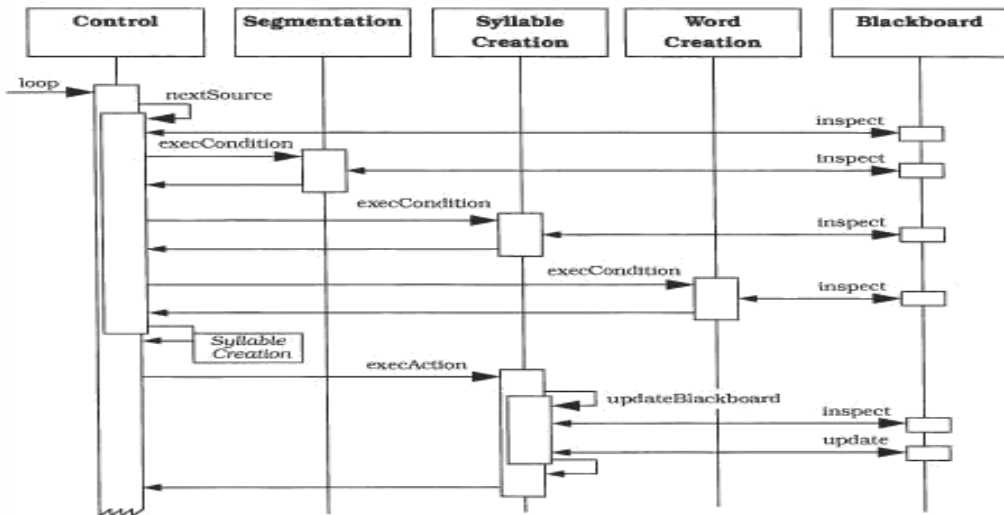 Control
Segmentation
Syllable
Creation
Word
Creation
Blackboard
loop
nextSource
inspect
execCondition
inspect
execCondition
inspect
execCondition
inspect
Syllable
Creation
execAction
updateBlackboard
inspect
update